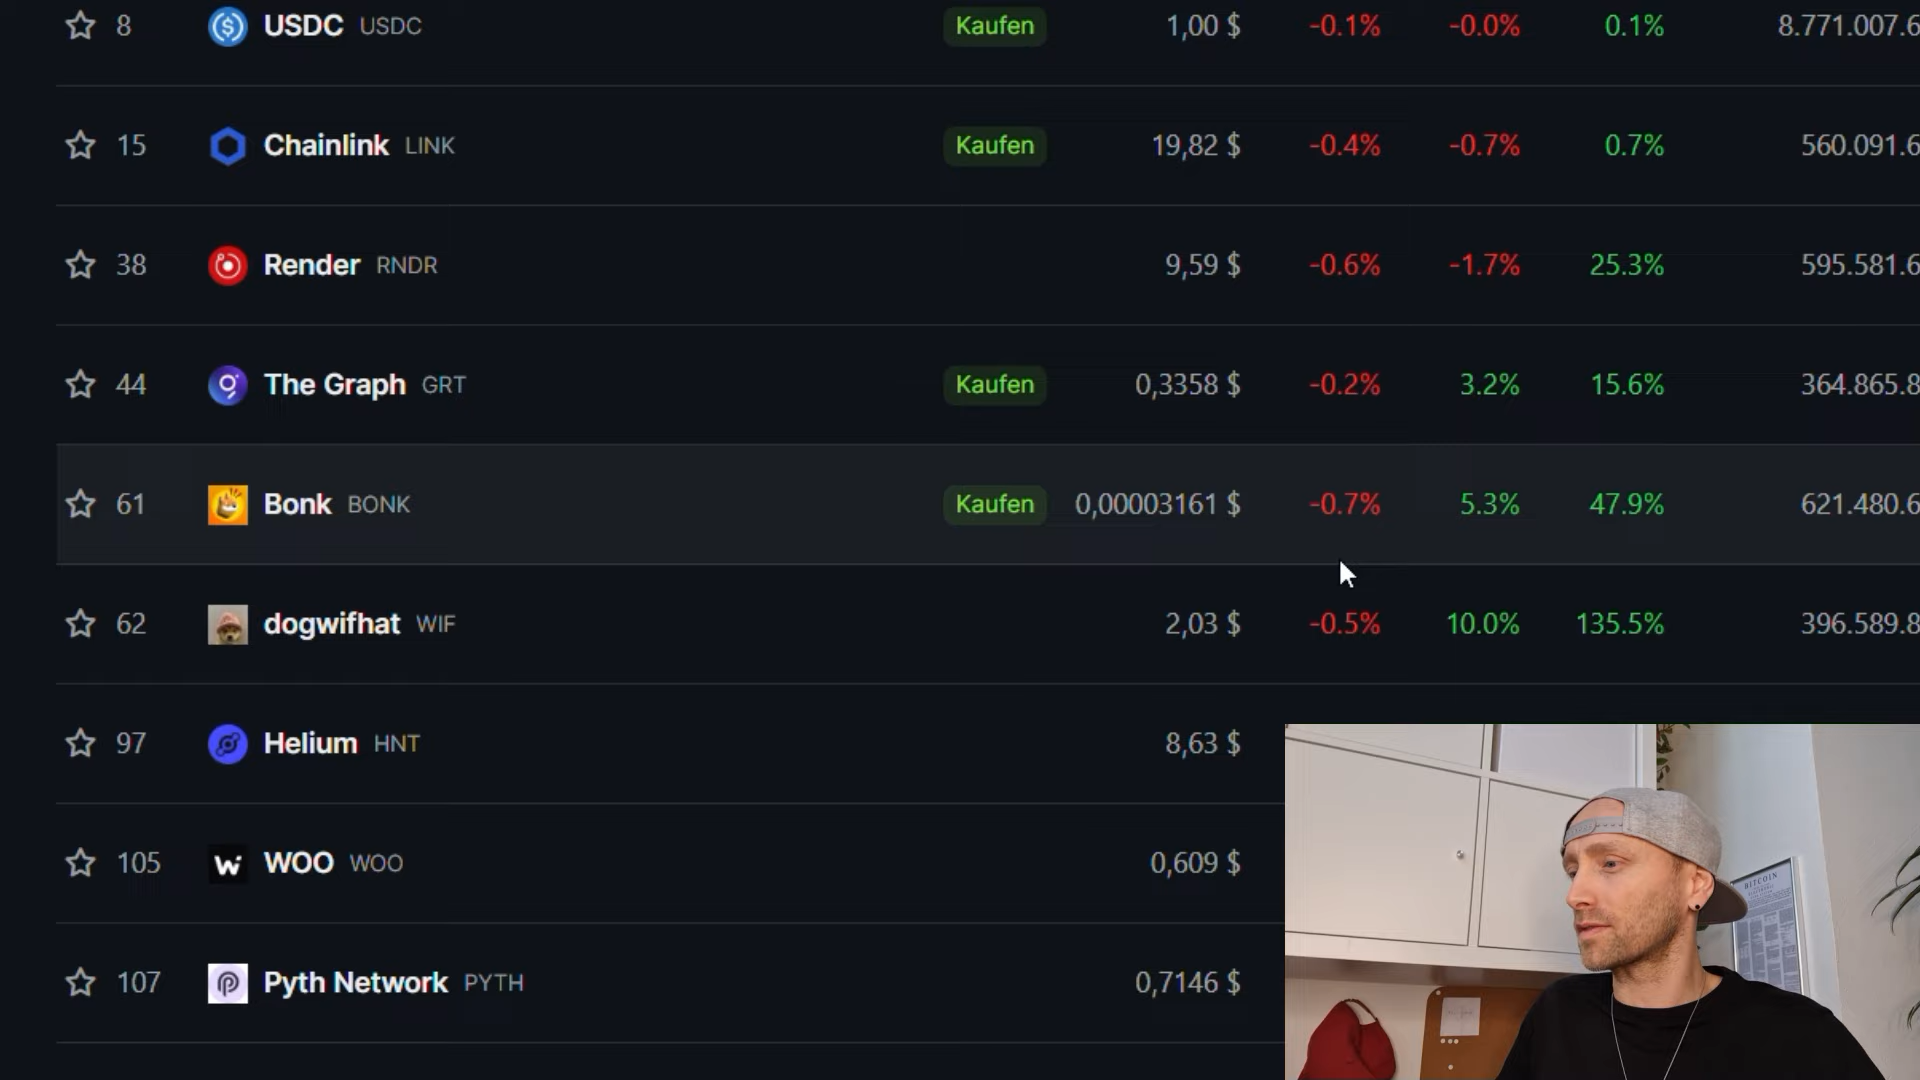 8 USDC USDC Kaufen 1,00 $ -0.1% -0.0% 0.1% 8.771.007.6
15 Chainlink LINK Kaufen 19,82 $ -0.4% -0.7% 0.7% 560.091.6
38 Render RNDR 9,59 $ -0.6% -1.7% 25.3% 595.581.6
44 The Graph GRT Kaufen 0,3358 $ -0.2% 3.2% 15.6% 364.865.8
61 Bonk BONK Kaufen 0,00003161 $ -0.7% 5.3% 47.9% 621.480.6
62 dogwifhat WIF 2,03 $ -0.5% 10.0% 135.5% 396.589.8
97 Helium HNT 8,63 $
105 WOO WOO 0,609 $
107 Pyth Network PYTH 0,7146 $
BITCOIN